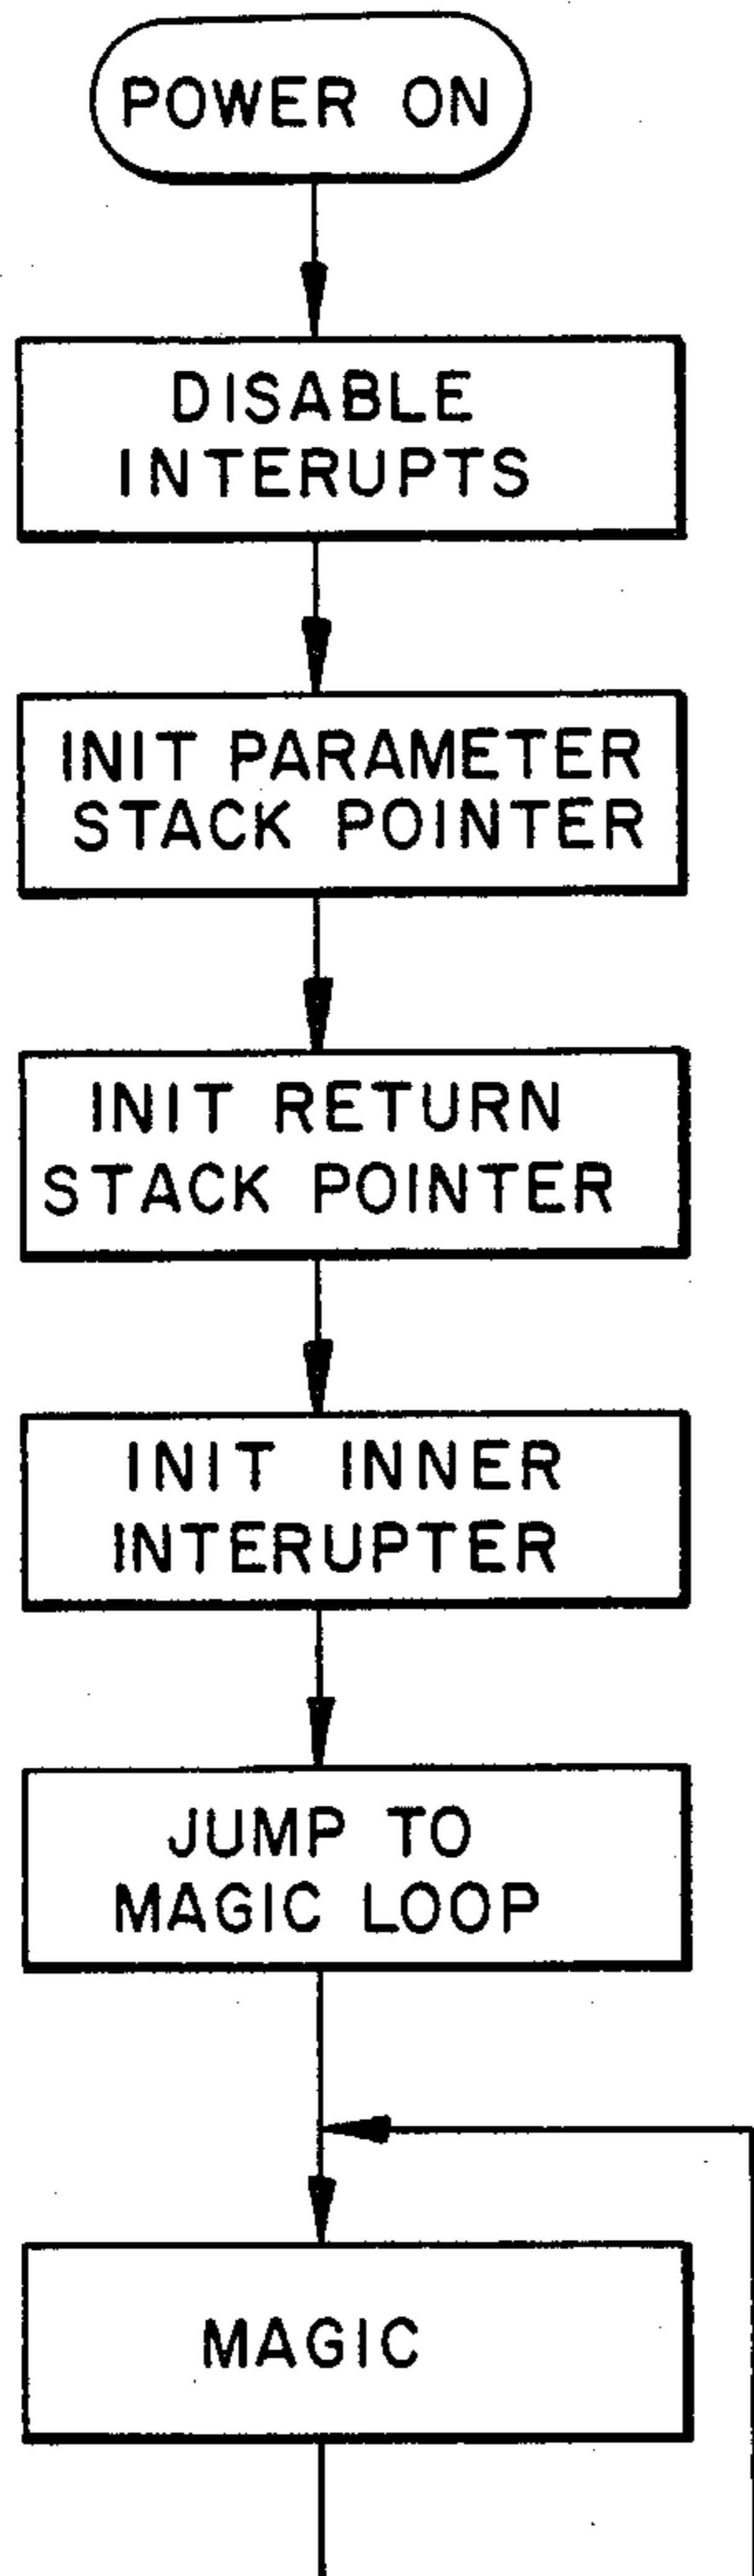 POWER ON
DISABLE
INTERUPTS
INIT PARAMETER
STACK POINTER
INIT RETURN
STACK POINTER
INIT INNER
INTERUPTER
JUMP TO
MAGIC LOOP
MAGIC